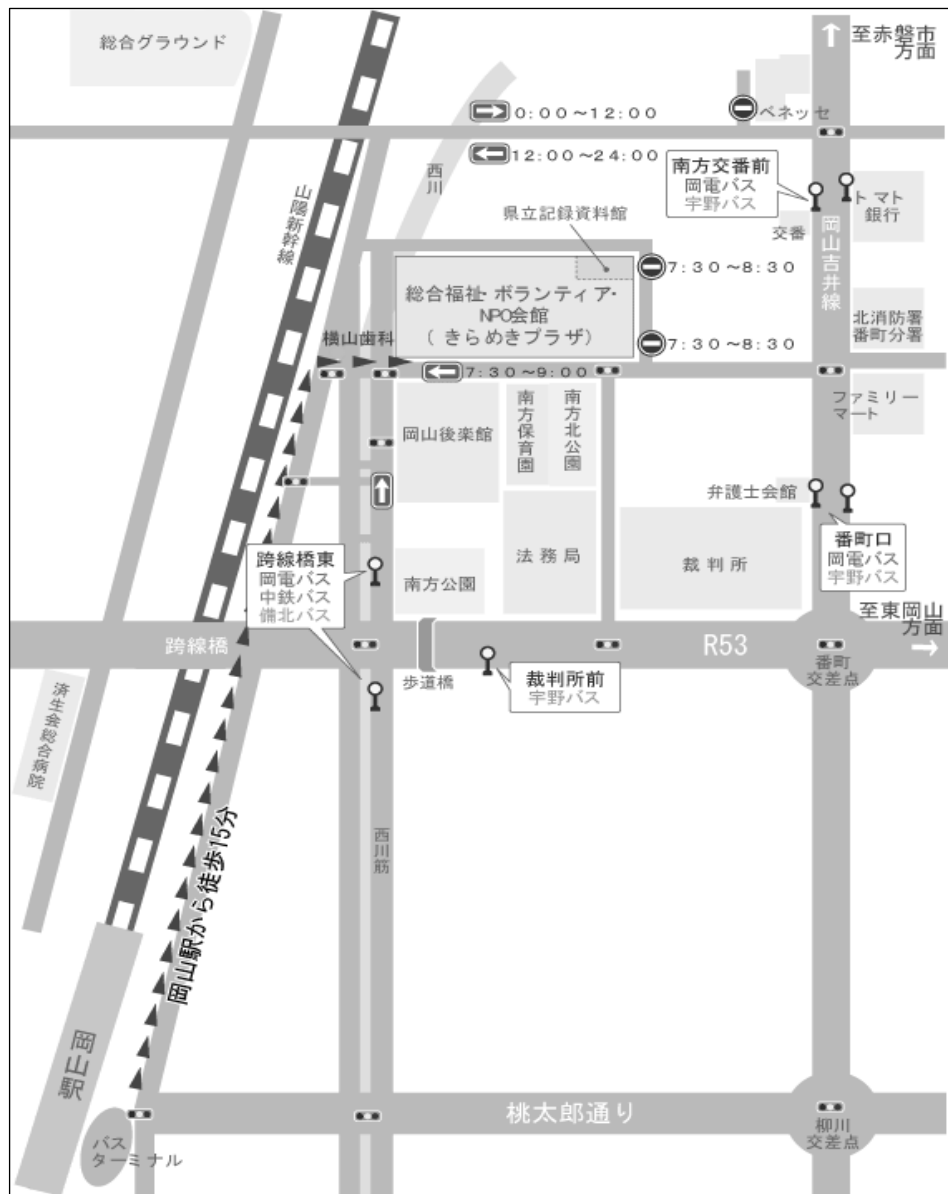 総合グラウンド
至赤磐市
方面
0:00～12:00
ベネッセ
12:00～24:00
西川
南方交番前
岡電バス
宇野バス
トマト
銀行
交番
山陽新幹線
県立記録資料館
岡山吉井線
7:30～8:30
総合福祉・ボランティア・
NPO会館
（きらめきプラザ）
北消防署
番町分署
横山歯科
7:30～8:30
7:30～9:00
ファミリー
マート
岡山後楽館
南方保育園
南方北公園
弁護士会館
跨線橋東
岡電バス
中鉄バス
備北バス
南方公園
法務局
裁判所
番町口
岡電バス
宇野バス
至東岡山
方面
跨線橋
R53
番町
交差点
歩道橋
裁判所前
宇野バス
済生会総合病院
西川筋
岡山駅から徒歩15分
岡山駅
桃太郎通り
柳川
交差点
バス
ターミナル